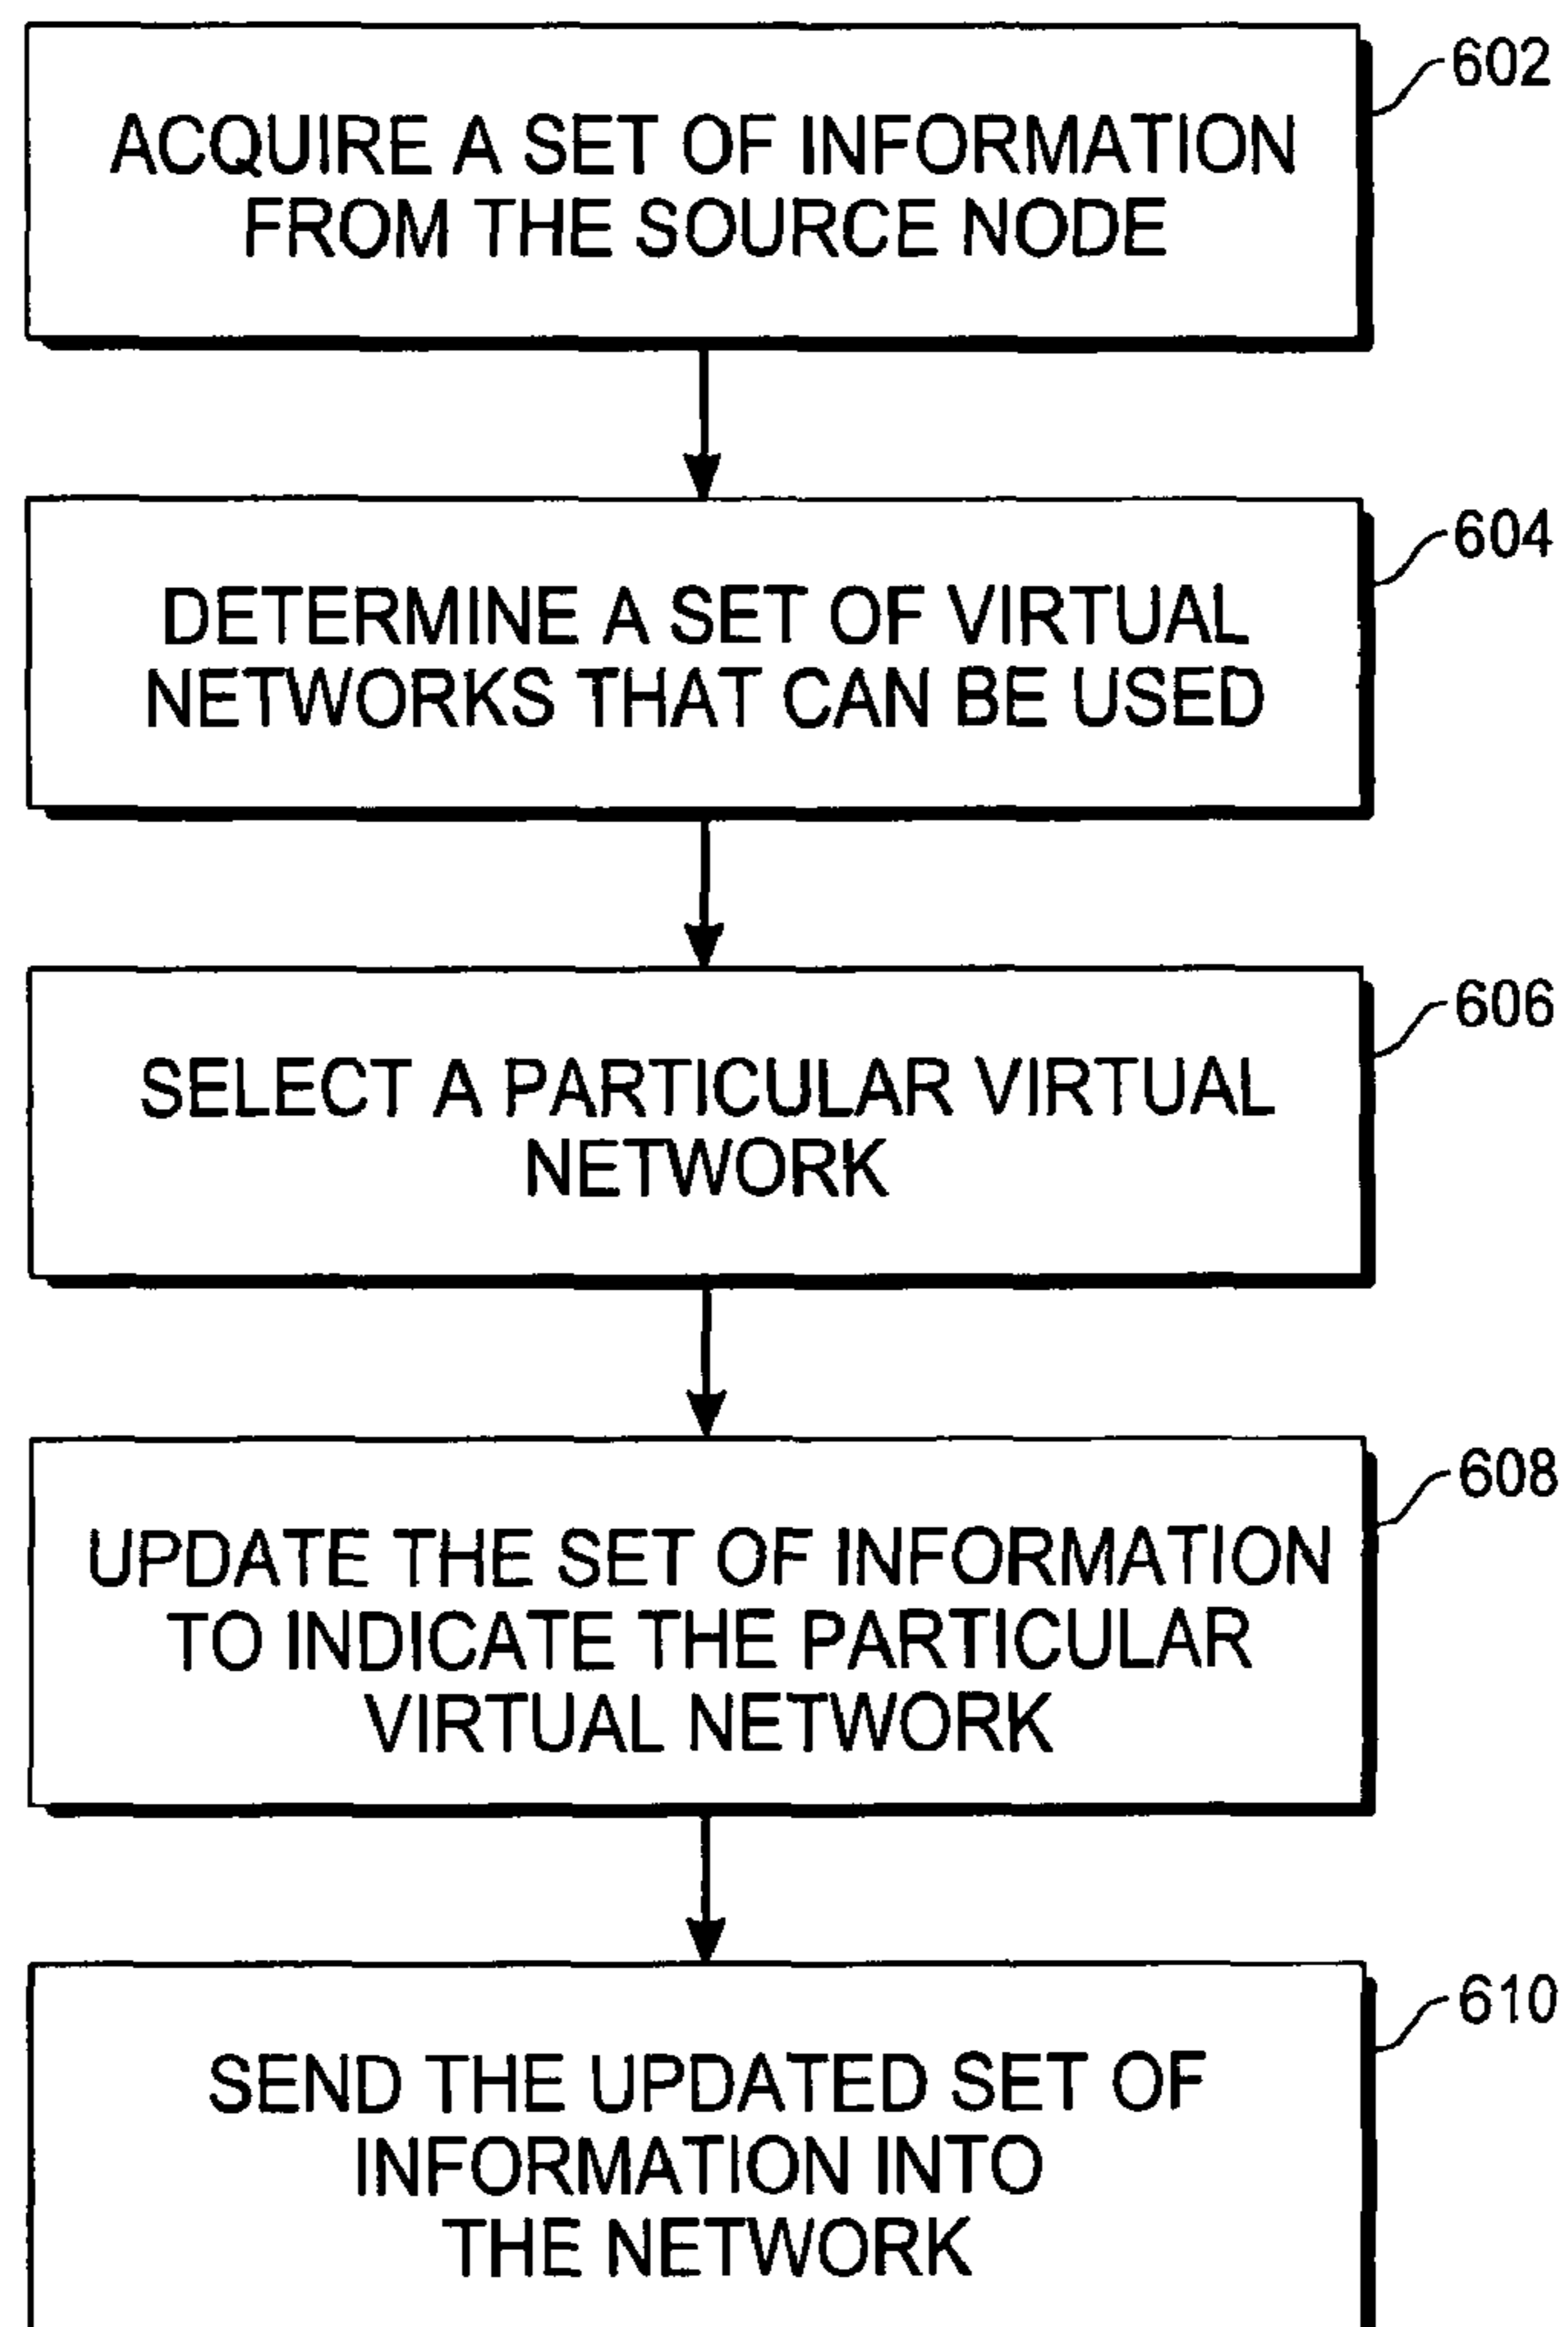 602
ACQUIRE A SET OF INFORMATION
FROM THE SOURCE NODE
604
DETERMINE A SET OF VIRTUAL
NETWORKS THAT CAN BE USED
606
SELECT A PARTICULAR VIRTUAL
NETWORK
608
UPDATE THE SET OF INFORMATION
TO INDICATE THE PARTICULAR
VIRTUAL NETWORK
610
SEND THE UPDATED SET OF
INFORMATION INTO
THE NETWORK